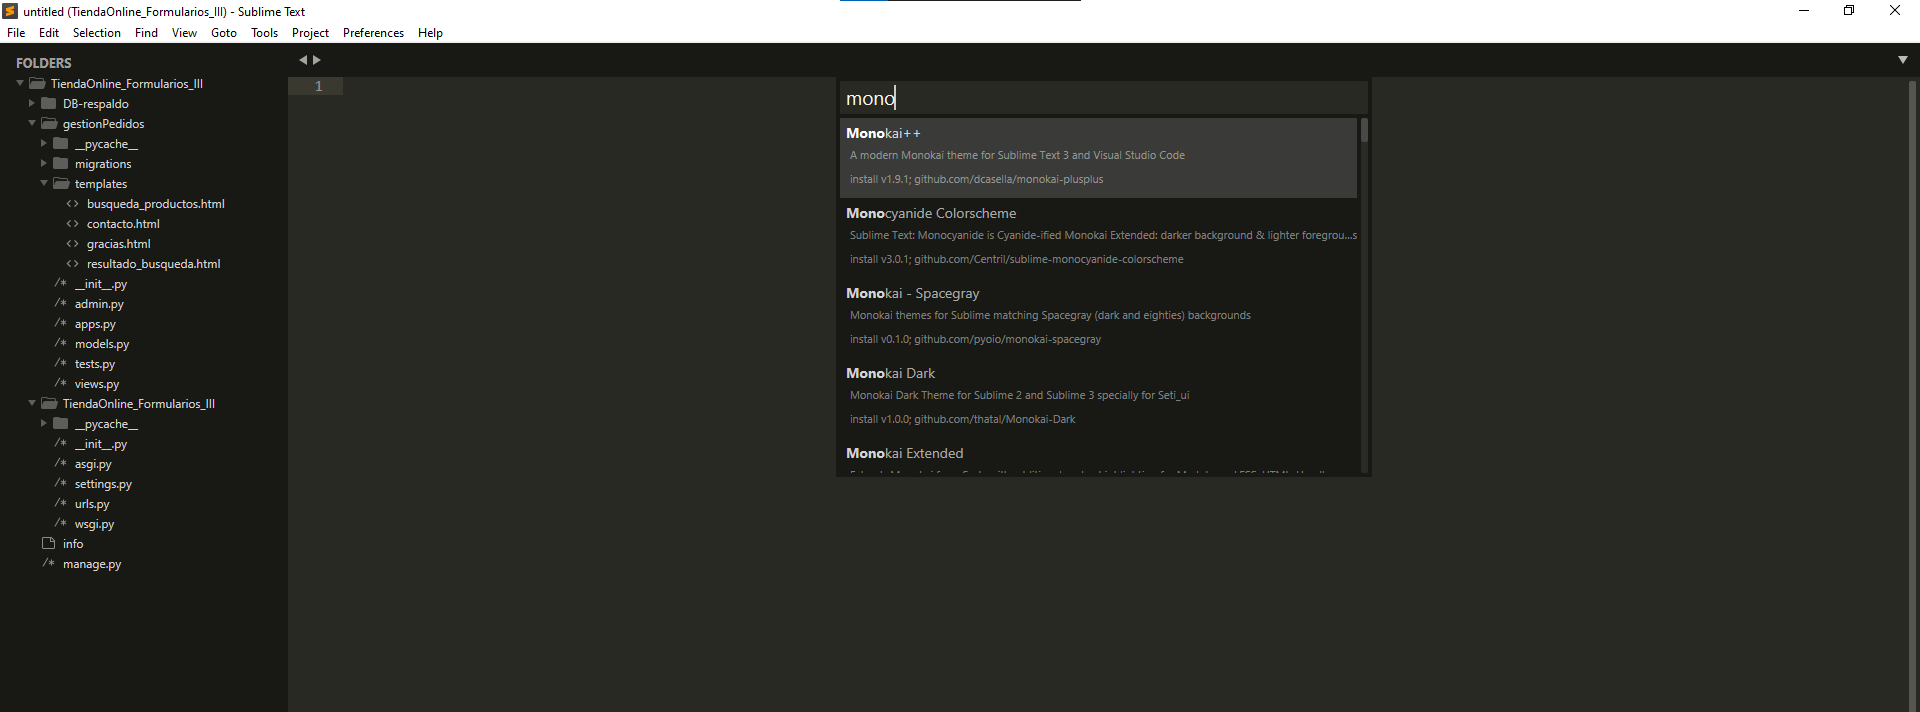 untitled (TiendaOnline_Formularios_III) - Sublime Text
File Edit Selection Find View Goto Tools Project Preferences Help
FOLDERS
TiendaOnline_Formularios_III
DB-respaldo
gestionPedidos
__pycache__
migrations
templates
<> busqueda_productos.html
<> contacto.html
<> gracias.html
<> resultado_busqueda.html
/* __init__.py
/* admin.py
/* apps.py
/* models.py
/* tests.py
/* views.py
TiendaOnline_Formularios_III
__pycache__
/* __init__.py
/* asgi.py
/* settings.py
/* urls.py
/* wsgi.py
info
/* manage.py
1
mono
Monokai++
A modern Monokai theme for Sublime Text 3 and Visual Studio Code
install v1.9.1; github.com/dcasella/monokai-plusplus
Monocyanide Colorscheme
Sublime Text: Monocyanide is Cyanide-ified Monokai Extended: darker background & lighter foregrou...s
install v3.0.1; github.com/Centril/sublime-monocyanide-colorscheme
Monokai - Spacegray
Monokai themes for Sublime matching Spacegray (dark and eighties) backgrounds
install v0.1.0; github.com/pyoio/monokai-spacegray
Monokai Dark
Monokai Dark Theme for Sublime 2 and Sublime 3 specially for Seti_ui
install v1.0.0; github.com/thatal/Monokai-Dark
Monokai Extended